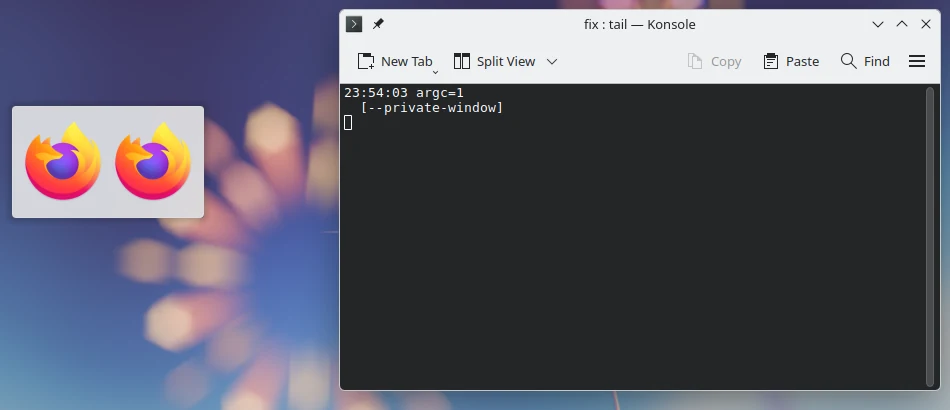 fix : tail — Konsole
New Tab Split View Copy Paste Find
23:54:03 argc=1
[--private-window]